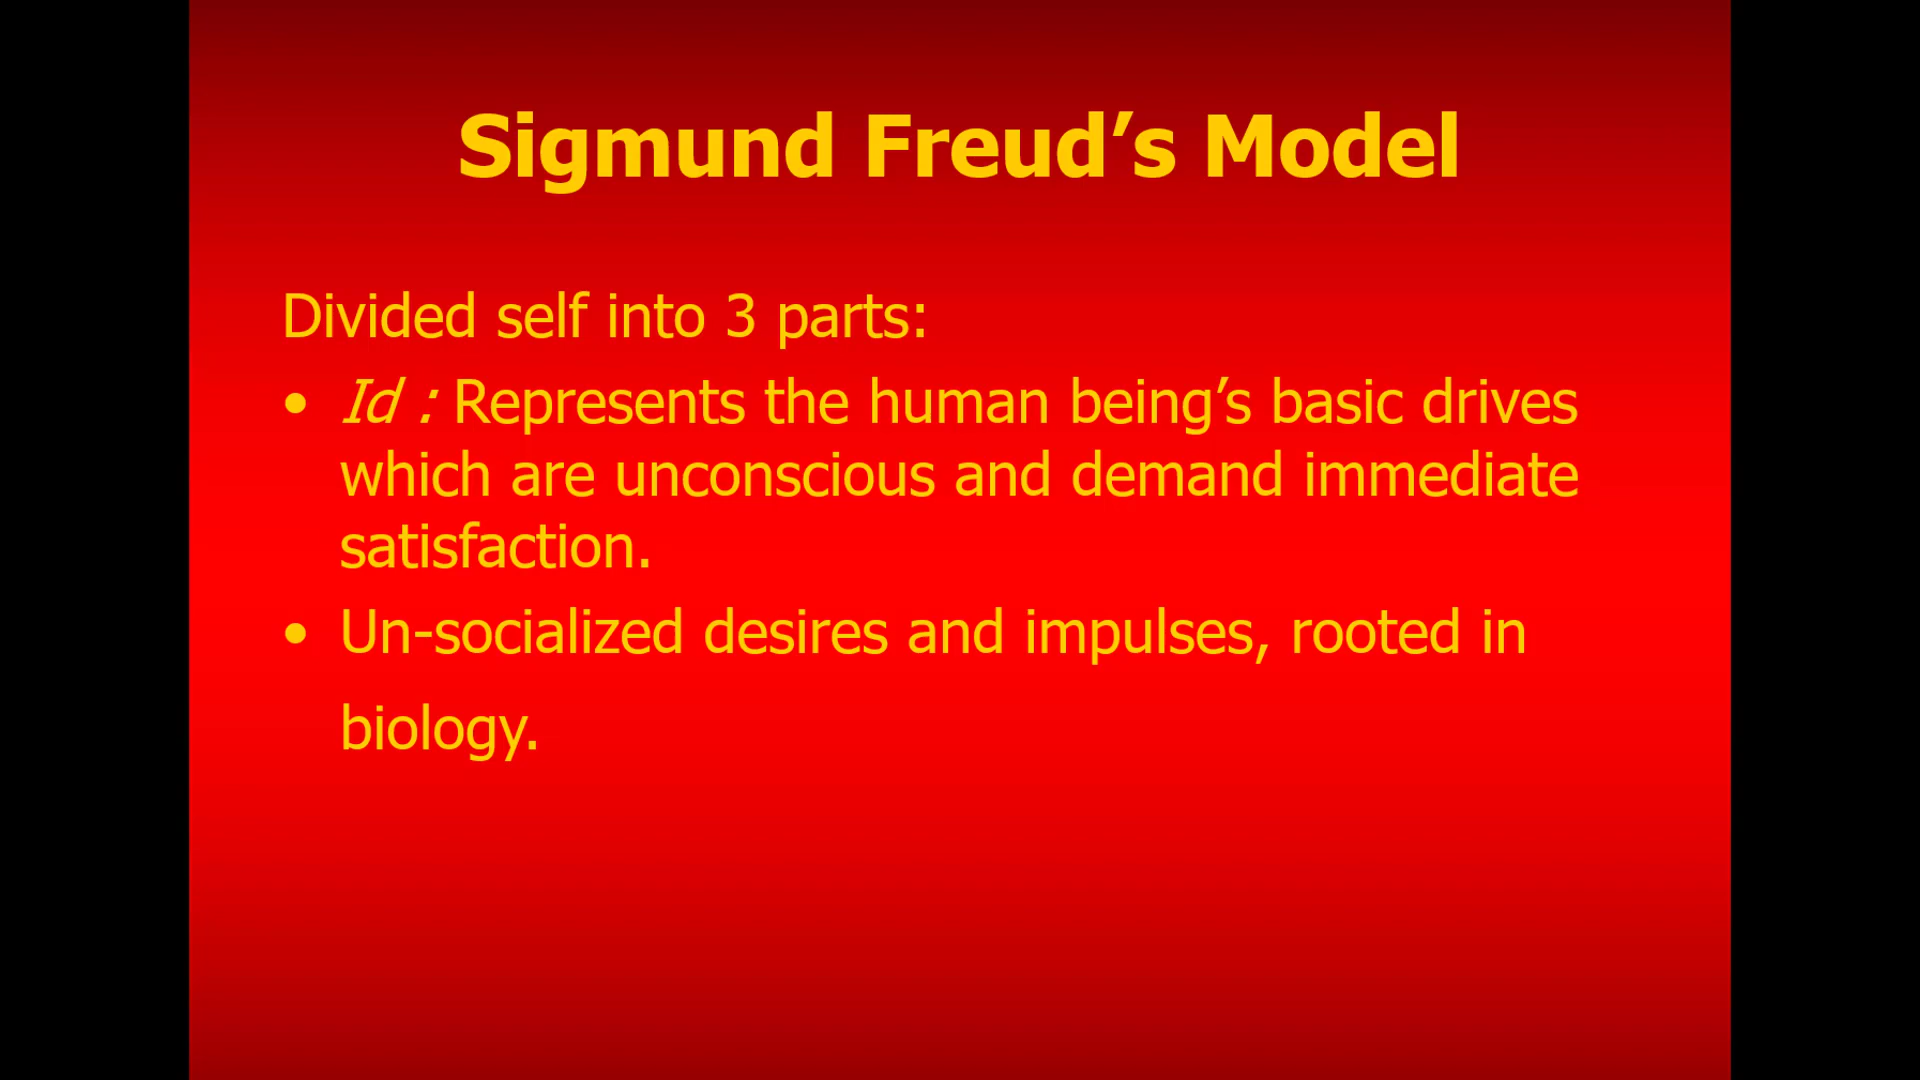 Sigmund Freud’s Model
Divided self into 3 parts:
• Id : Represents the human being’s basic drives
which are unconscious and demand immediate
satisfaction.
• Un-socialized desires and impulses, rooted in
biology.